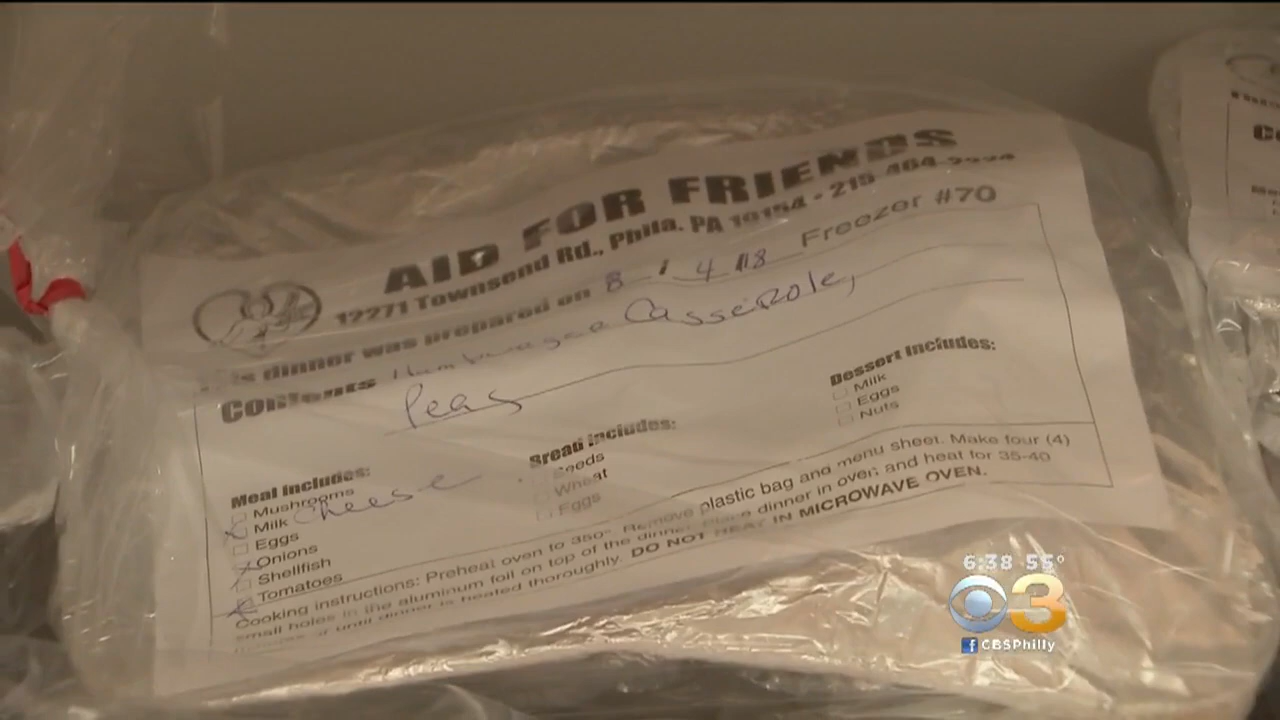 AID FOR FRIENDS
12271 Townsend Rd., Phila. PA 19154 - 215-464-2224
This dinner was prepared on 8 / 4 /18 Freezer #70
Contents Hamburger Casserole,
Peas
Meal includes:
Mushrooms
Milk cheese
Eggs
Onions
Shellfish
Tomatoes
Bread includes:
Seeds
Wheat
Eggs
Dessert includes:
Milk
Eggs
Nuts
Cooking instructions: Preheat oven to 350°. Remove plastic bag and menu sheet. Make four (4)
small holes in the aluminum foil on top of the dinner. Place dinner in oven and heat for 35-40
minutes or until dinner is heated thoroughly. DO NOT HEAT IN MICROWAVE OVEN.
6:38 55°
3
f CBSPhilly